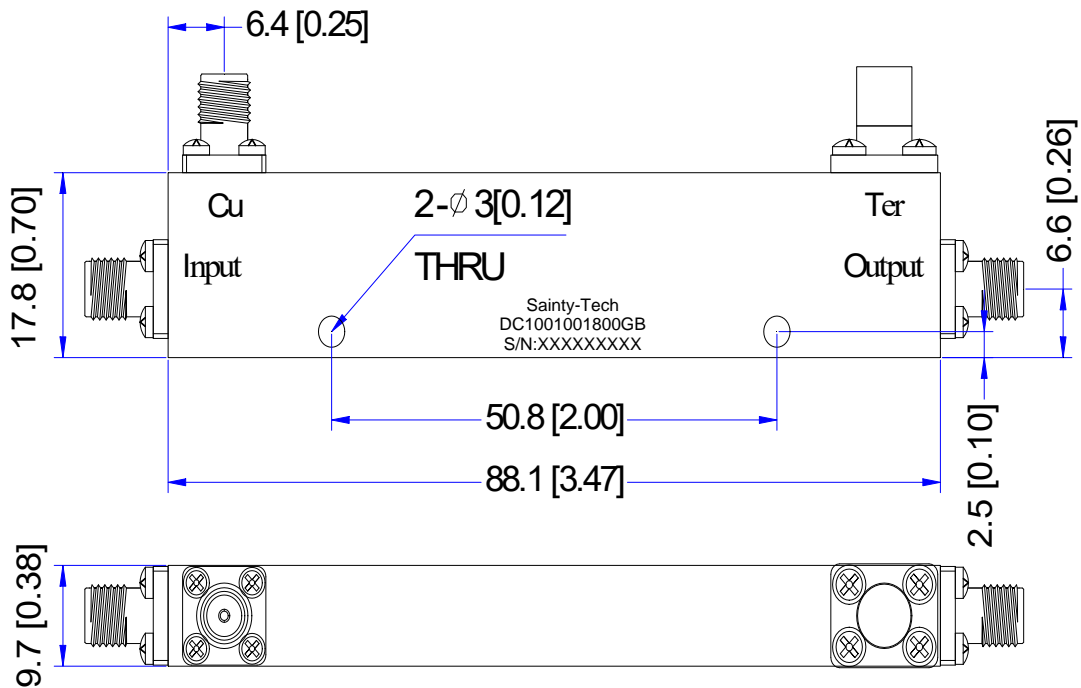 6.4 [0.25]
17.8 [0.70]
Cu
2-∅ 3[0.12]
Ter
6.6 [0.26]
Input
THRU
Output
Sainty-Tech
DC1001001800GB
S/N:XXXXXXXXX
50.8 [2.00]
2.5 [0.10]
88.1 [3.47]
9.7 [0.38]